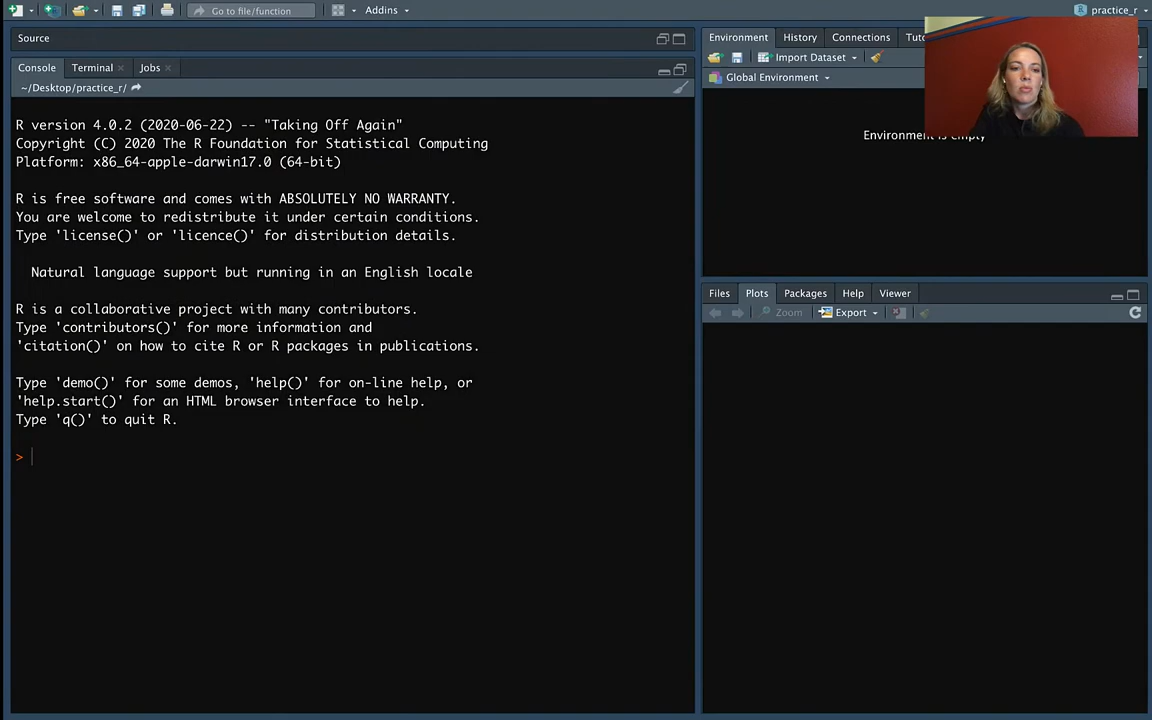 Go to file/function
Addins
practice_r
Source
Console
Terminal
Jobs
~/Desktop/practice_r/
R version 4.0.2 (2020-06-22) -- "Taking Off Again"
Copyright (C) 2020 The R Foundation for Statistical Computing
Platform: x86_64-apple-darwin17.0 (64-bit)
R is free software and comes with ABSOLUTELY NO WARRANTY.
You are welcome to redistribute it under certain conditions.
Type 'license()' or 'licence()' for distribution details.
Natural language support but running in an English locale
R is a collaborative project with many contributors.
Type 'contributors()' for more information and
'citation()' on how to cite R or R packages in publications.
Type 'demo()' for some demos, 'help()' for on-line help, or
'help.start()' for an HTML browser interface to help.
Type 'q()' to quit R.
>
Environment
History
Connections
Tuto
Import Dataset
Global Environment
Environment is empty
Files
Plots
Packages
Help
Viewer
Zoom
Export